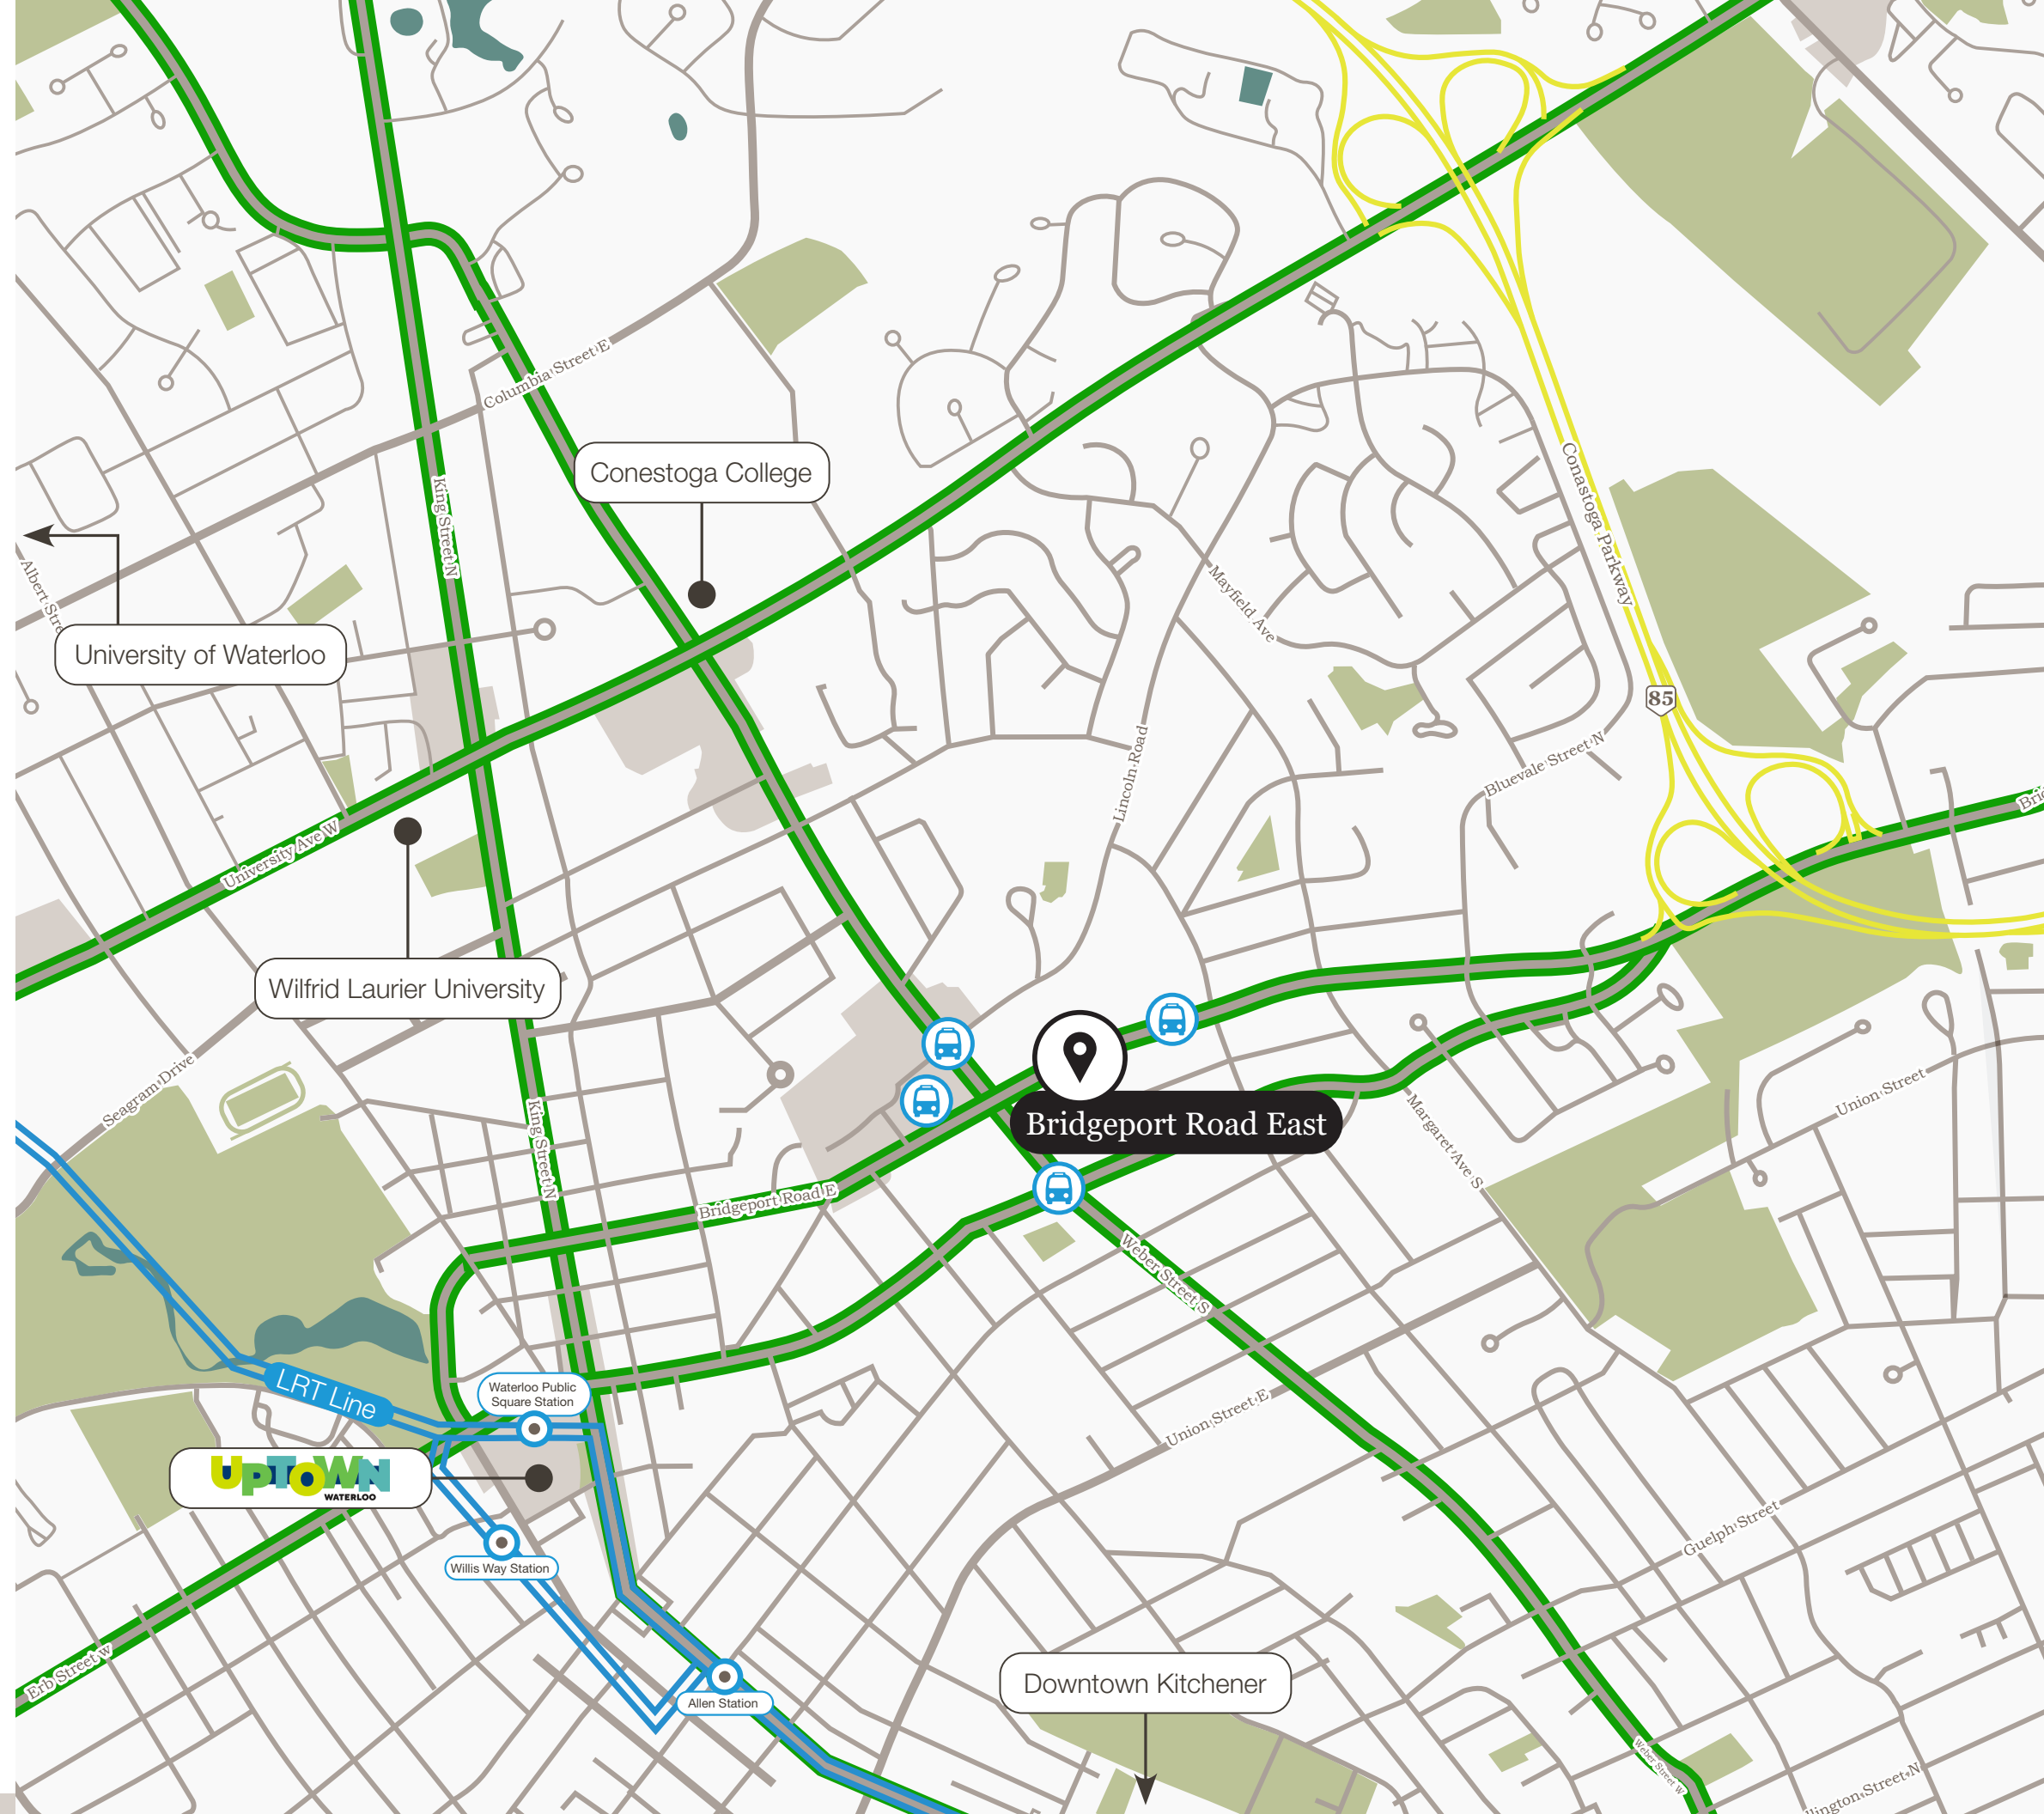 Columbia Street E
Conestoga College
King Street N
Conastoga Parkway
Albert Stre
Mayfield Ave
University of Waterloo
85
Lincoln Road
Bluevale Street N
Bri
University Ave W
Wilfrid Laurier University
Seagram Drive
King Street N
Bridgeport Road East
Union Street
Margaret Ave S
Bridgeport Road E
Weber Street S
LRT Line
Waterloo Public
Square Station
Union Street E
UPTOWN
WATERLOO
Willis Way Station
Guelph Street
Erb Street w
Allen Station
Downtown Kitchener
Weber Street W
llington Street N